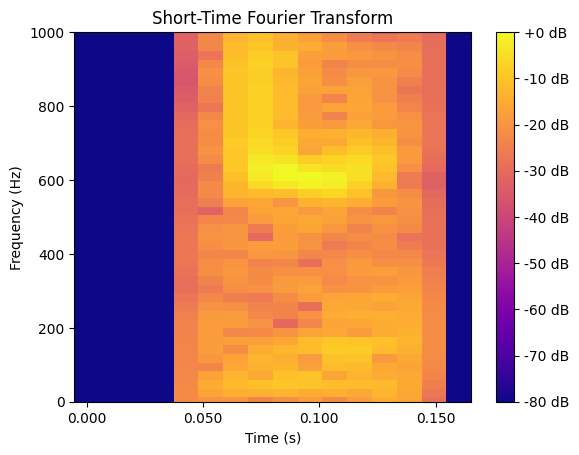 Short-Time Fourier Transform
1000
800
600
400
200
0
Frequency (Hz)
0.000
0.050
0.100
0.150
Time (s)
+0 dB
-10 dB
-20 dB
-30 dB
-40 dB
-50 dB
-60 dB
-70 dB
-80 dB